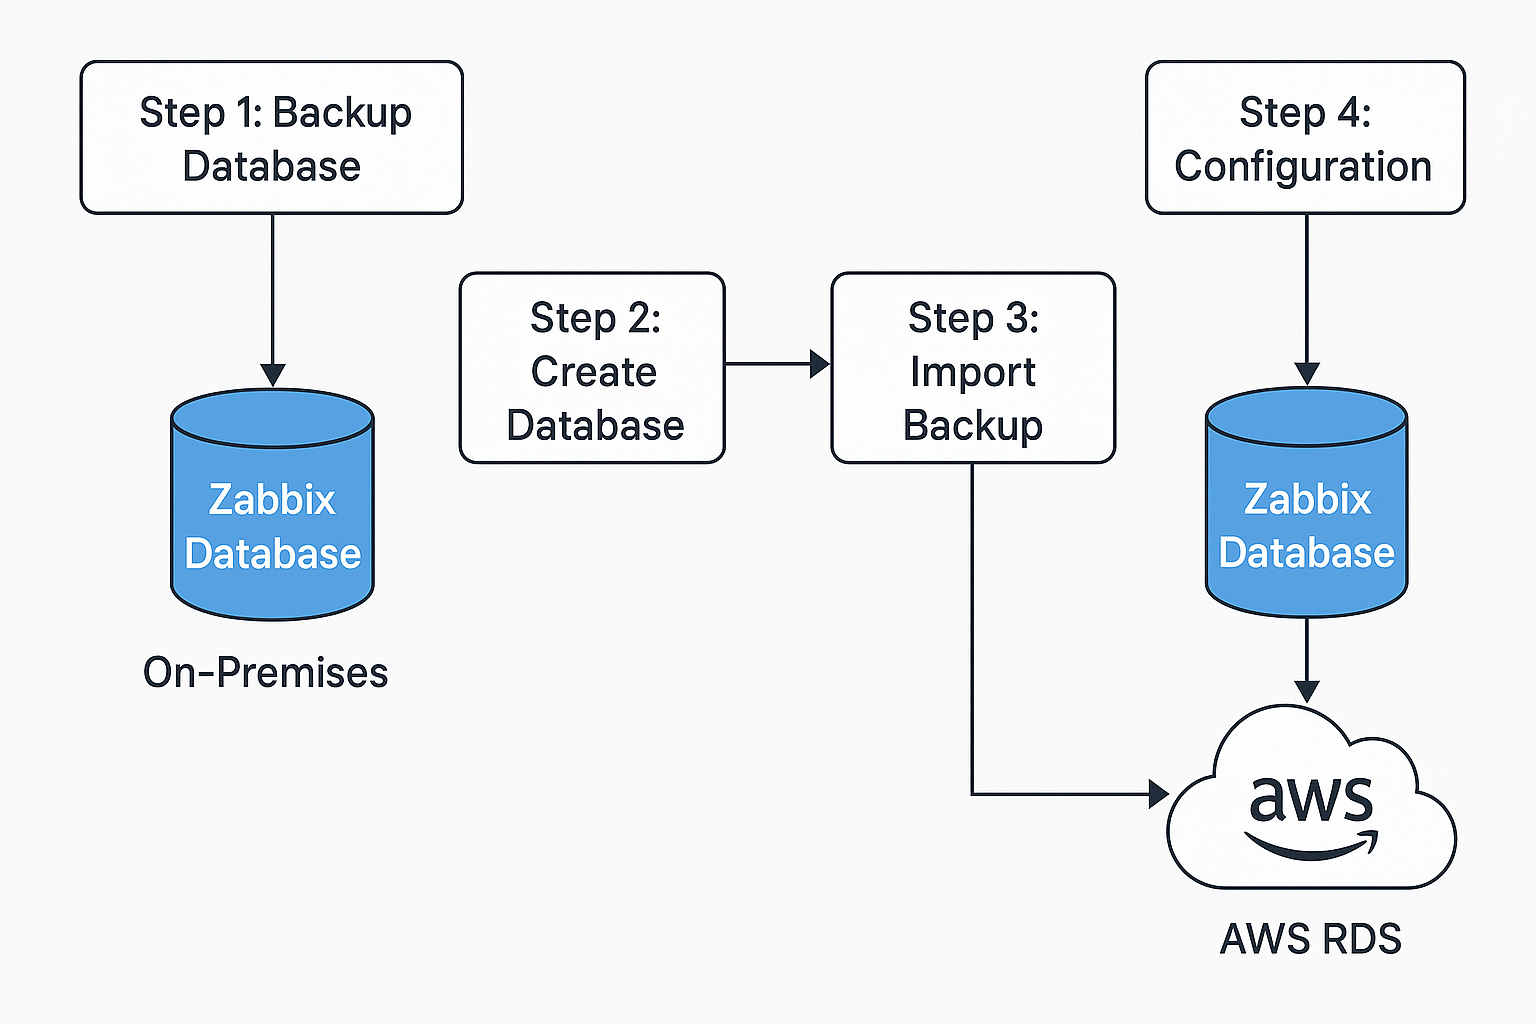 Step 1: Backup
Database
Zabbix
Database
On-Premises
Step 2:
Create
Database
Step 3:
Import
Backup
Step 4:
Configuration
Zabbix
Database
aws
AWS RDS